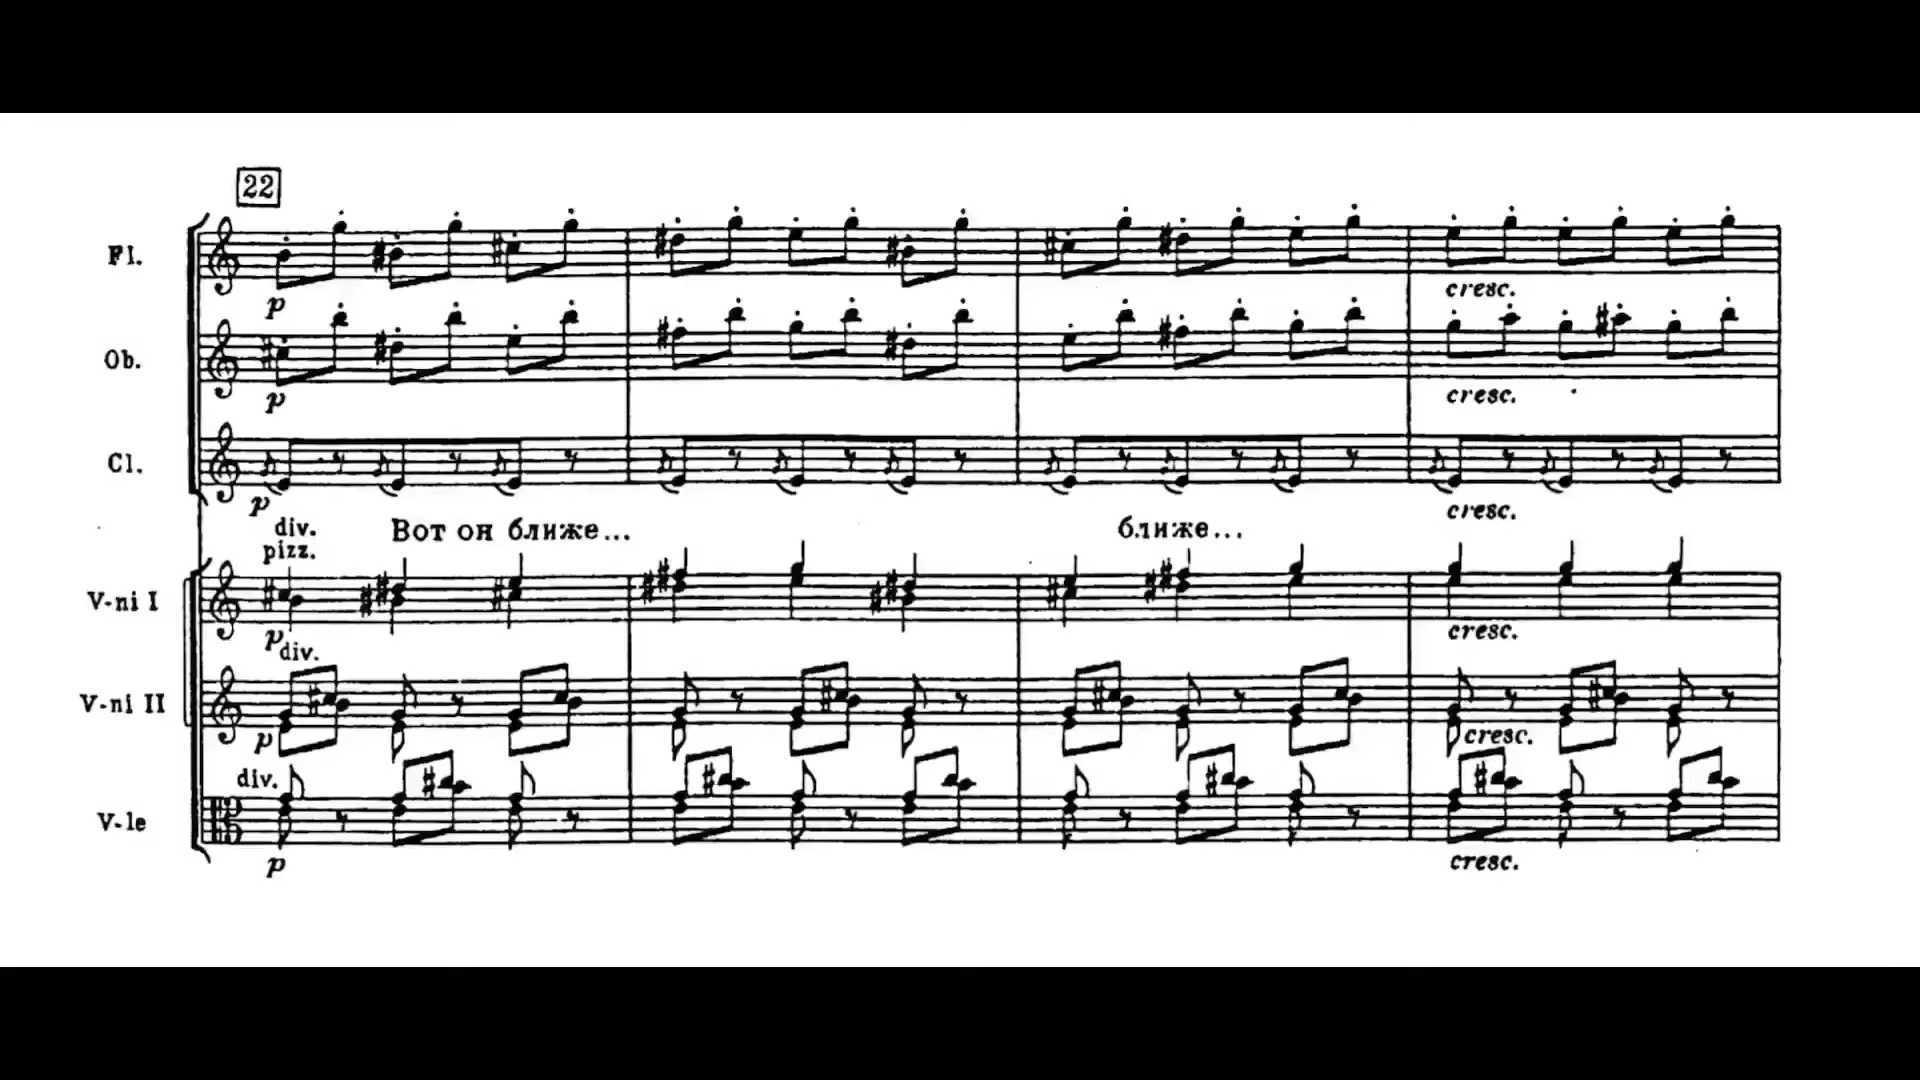 22
Fl.
p
cresc.
Ob.
p
cresc.
Cl.
p
cresc.
div. Вот он ближе... ближе...
pizz.
V-ni I
p
cresc.
div.
V-ni II
p
cresc.
div.
V-le
p
cresc.